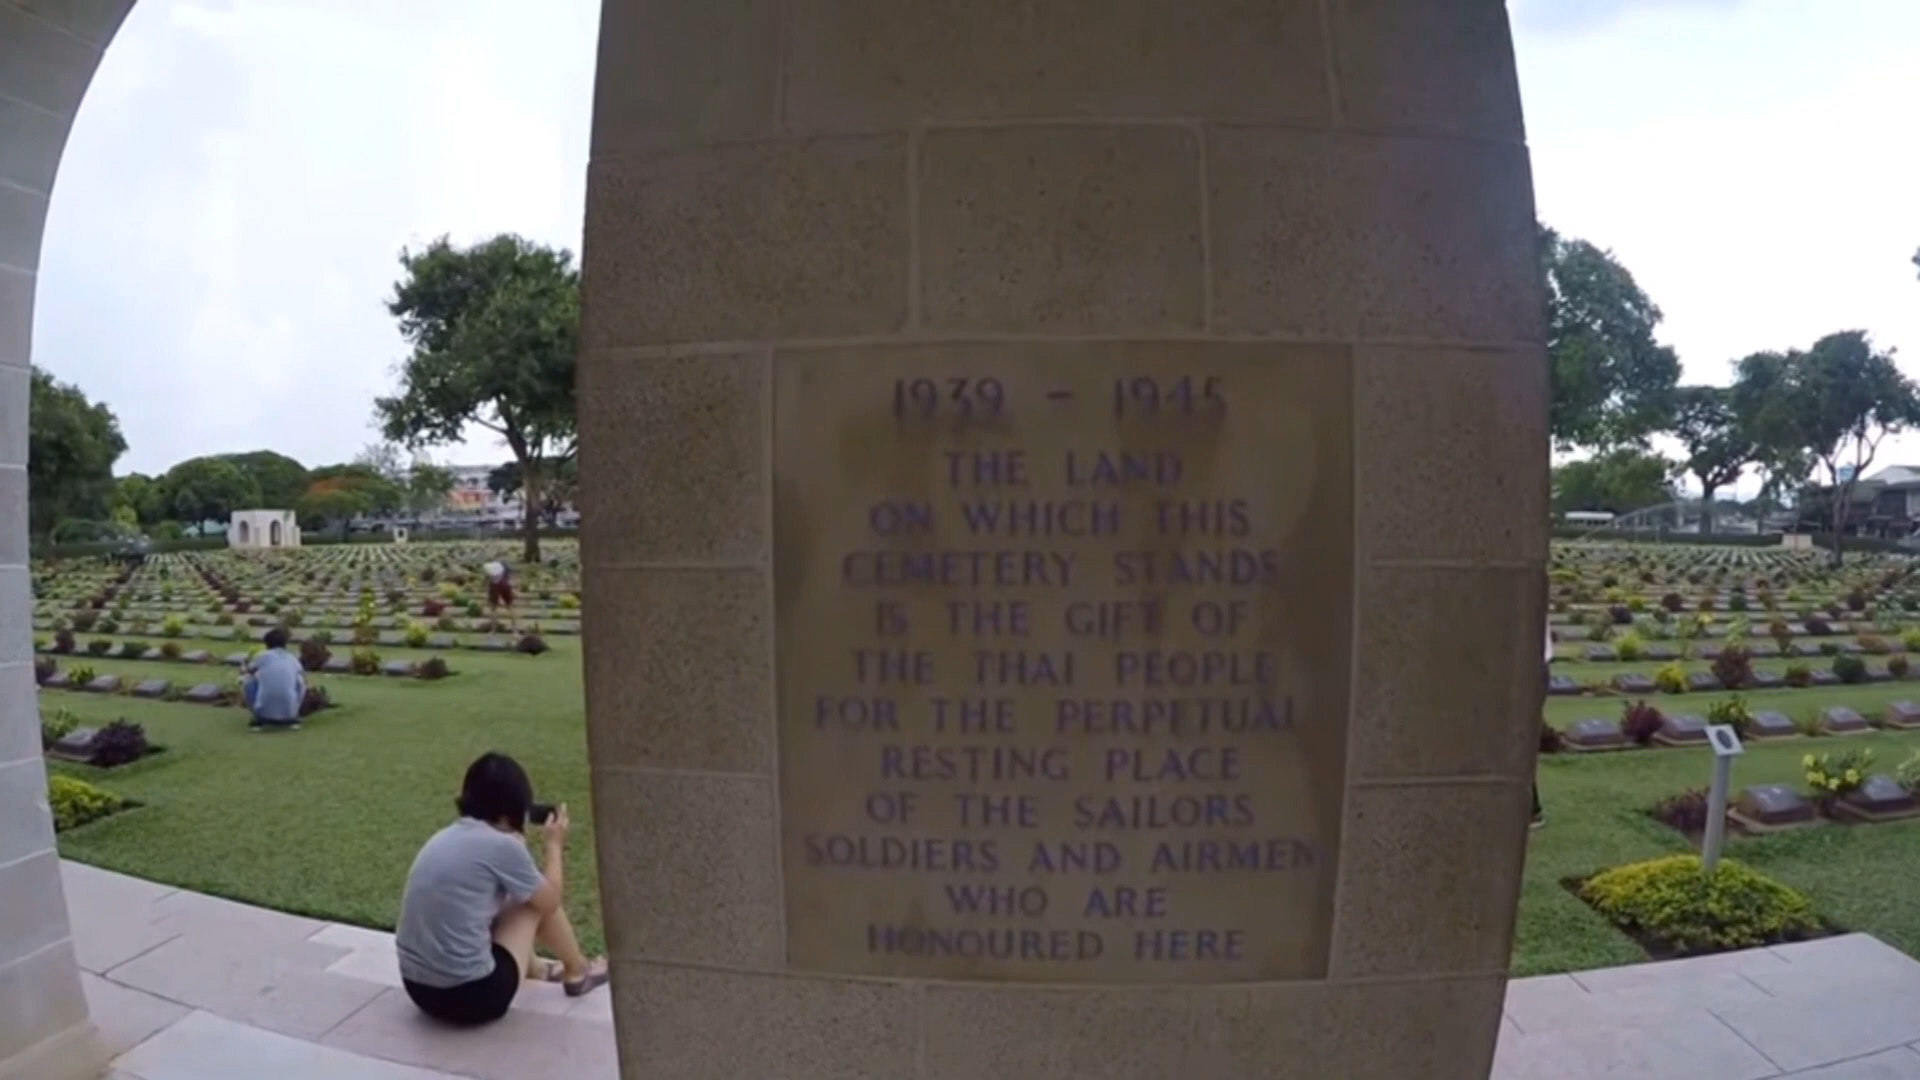 1939 - 1945
THE LAND
ON WHICH THIS
CEMETERY STANDS
IS THE GIFT OF
THE THAI PEOPLE
FOR THE PERPETUAL
RESTING PLACE
OF THE SAILORS
SOLDIERS AND AIRMEN
WHO ARE
HONOURED HERE